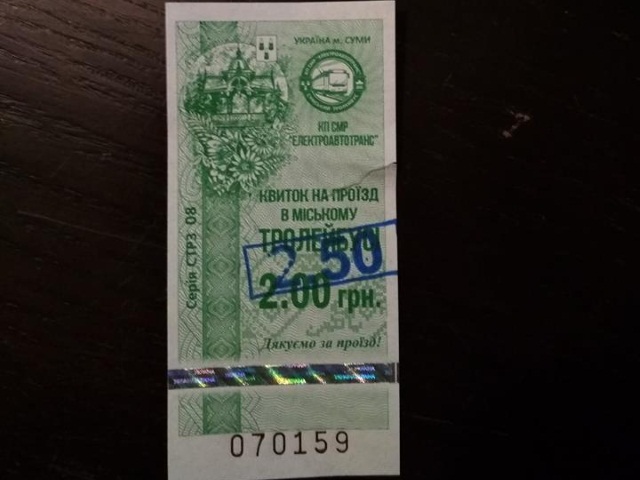 УКРАЇНА м. СУМИ
КП СМР
"ЕЛЕКТРОАВТОТРАНС"
КВИТОК НА ПРОЇЗД
В МІСЬКОМУ
ТРОЛЕЙБУСІ
2.50
2.00 грн.
Дякуємо за проїзд!
Серія СТРЗ 08
070159